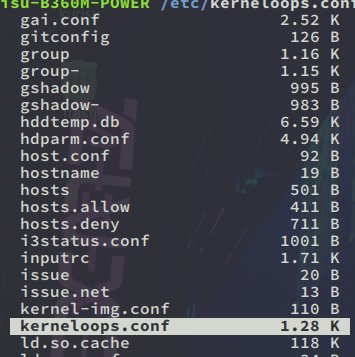 isu-B360M-POWER /etc/kerneloops.conf
gai.conf 2.52 K
gitconfig 126 B
group 1.16 K
group- 1.15 K
gshadow 995 B
gshadow- 983 B
hddtemp.db 6.59 K
hdparm.conf 4.94 K
host.conf 92 B
hostname 19 B
hosts 501 B
hosts.allow 411 B
hosts.deny 711 B
i3status.conf 1001 B
inputrc 1.71 K
issue 20 B
issue.net 13 B
kernel-img.conf 110 B
kerneloops.conf 1.28 K
ld.so.cache 118 K